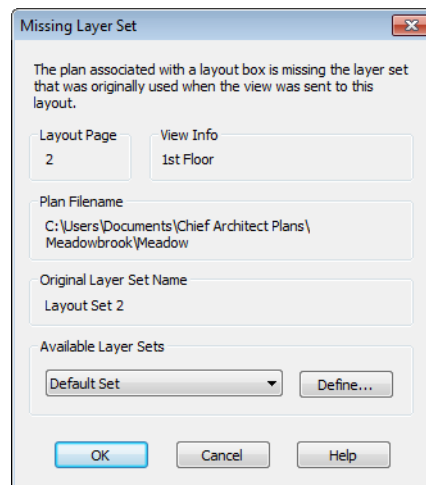 Missing Layer Set
The plan associated with a layout box is missing the layer set
that was originally used when the view was sent to this
layout.
Layout Page
2
View Info
1st Floor
Plan Filename
C:\Users\Documents\Chief Architect Plans\
Meadowbrook\Meadow
Original Layer Set Name
Layout Set 2
Available Layer Sets
Default Set
Define...
OK
Cancel
Help